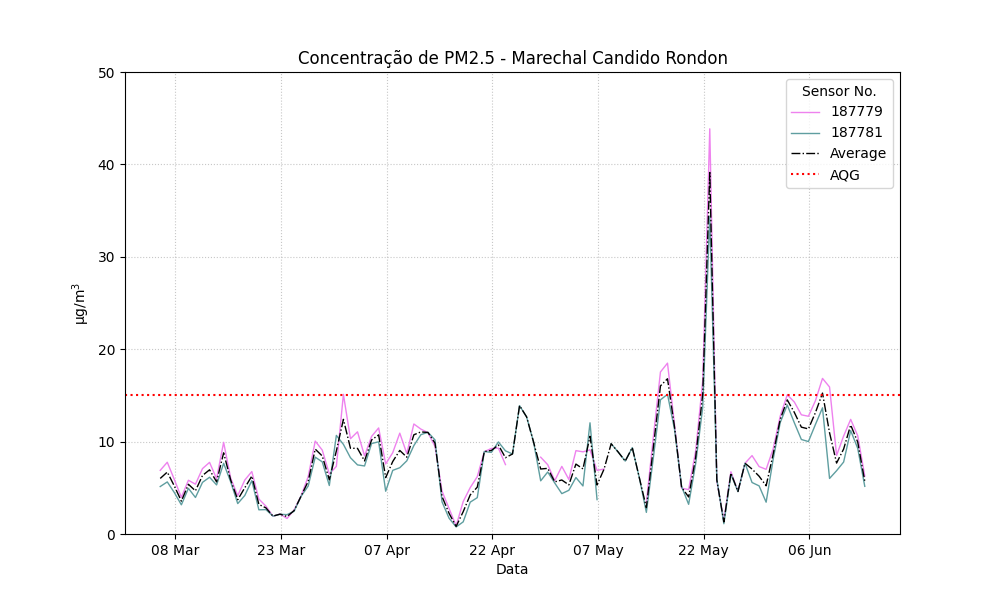 Concentração de PM2.5 - Marechal Candido Rondon
Sensor No.
187779
187781
Average
AQG
50
40
30
20
10
0
µg/m³
08 Mar
23 Mar
07 Apr
22 Apr
07 May
22 May
06 Jun
Data